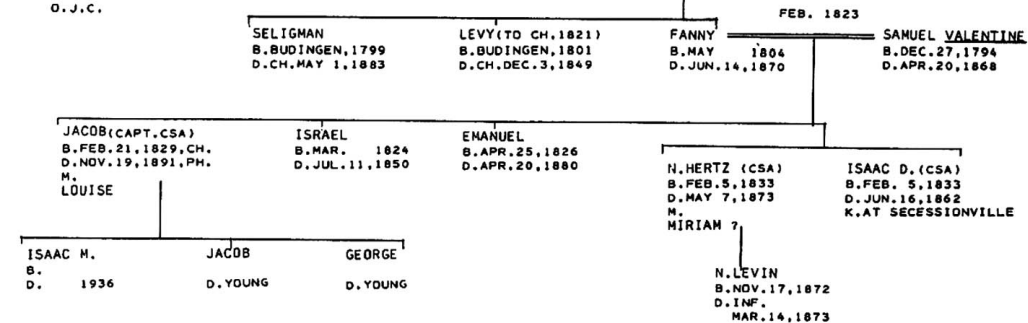 O.J.C.
FEB. 1823
SELIGMAN
B.BUDINGEN,1799
D.CH.MAY 1,1883
LEVY(TO CH,1821)
B.BUDINGEN,1801
D.CH.DEC.3,1849
FANNY
B.MAY 1804
D.JUN.14,1870
SAMUEL VALENTINE
B.DEC.27,1794
D.APR.20,1868
JACOB(CAPT.CSA)
B.FEB.21,1829,CH.
D.NOV.19,1891,PH.
M.
LOUISE
ISRAEL
B.MAR. 1824
D.JUL.11,1850
EMANUEL
B.APR.25,1826
D.APR.20,1880
N.HERTZ (CSA)
B.FEB.5,1833
D.MAY 7,1873
M.
MIRIAM ?
ISAAC D.(CSA)
B.FEB. 5,1833
D.JUN.16,1862
K.AT SECESSIONVILLE
ISAAC M.
B.
D. 1936
JACOB
D.YOUNG
GEORGE
D.YOUNG
N.LEVIN
B.NOV.17,1872
D.INF.
MAR.14,1873